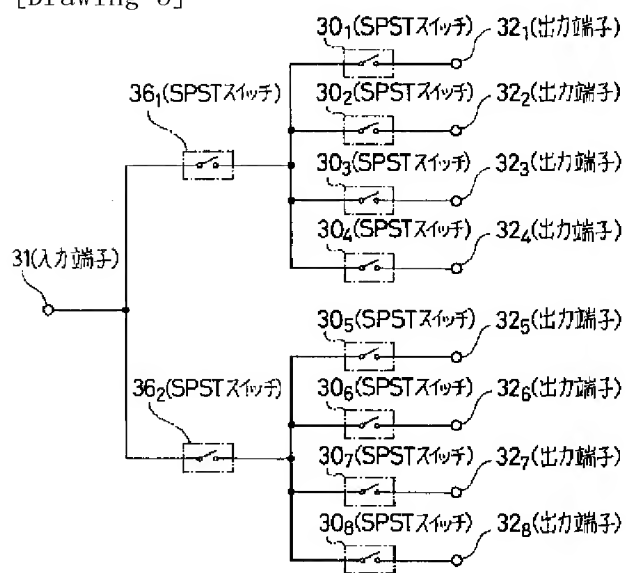 [Drawing 6]
30₁(SPSTスイッチ) 32₁(出力端子)
36₁(SPSTスイッチ)
30₂(SPSTスイッチ) 32₂(出力端子)
30₃(SPSTスイッチ) 32₃(出力端子)
30₄(SPSTスイッチ) 32₄(出力端子)
31(入力端子)
30₅(SPSTスイッチ) 32₅(出力端子)
36₂(SPSTスイッチ)
30₆(SPSTスイッチ) 32₆(出力端子)
30₇(SPSTスイッチ) 32₇(出力端子)
30₈(SPSTスイッチ) 32₈(出力端子)